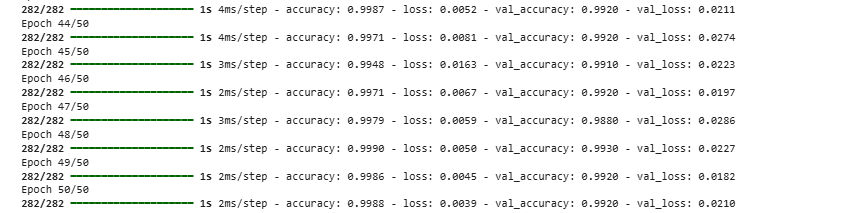 282/282 ━━━━━━━━━━━━━━━━━━━━ 1s 4ms/step - accuracy: 0.9987 - loss: 0.0052 - val_accuracy: 0.9920 - val_loss: 0.0211
Epoch 44/50
282/282 ━━━━━━━━━━━━━━━━━━━━ 1s 4ms/step - accuracy: 0.9971 - loss: 0.0081 - val_accuracy: 0.9920 - val_loss: 0.0274
Epoch 45/50
282/282 ━━━━━━━━━━━━━━━━━━━━ 1s 3ms/step - accuracy: 0.9948 - loss: 0.0163 - val_accuracy: 0.9910 - val_loss: 0.0223
Epoch 46/50
282/282 ━━━━━━━━━━━━━━━━━━━━ 1s 2ms/step - accuracy: 0.9971 - loss: 0.0067 - val_accuracy: 0.9920 - val_loss: 0.0197
Epoch 47/50
282/282 ━━━━━━━━━━━━━━━━━━━━ 1s 3ms/step - accuracy: 0.9979 - loss: 0.0059 - val_accuracy: 0.9880 - val_loss: 0.0286
Epoch 48/50
282/282 ━━━━━━━━━━━━━━━━━━━━ 1s 2ms/step - accuracy: 0.9990 - loss: 0.0050 - val_accuracy: 0.9930 - val_loss: 0.0227
Epoch 49/50
282/282 ━━━━━━━━━━━━━━━━━━━━ 1s 2ms/step - accuracy: 0.9986 - loss: 0.0045 - val_accuracy: 0.9920 - val_loss: 0.0182
Epoch 50/50
282/282 ━━━━━━━━━━━━━━━━━━━━ 1s 2ms/step - accuracy: 0.9988 - loss: 0.0039 - val_accuracy: 0.9920 - val_loss: 0.0210